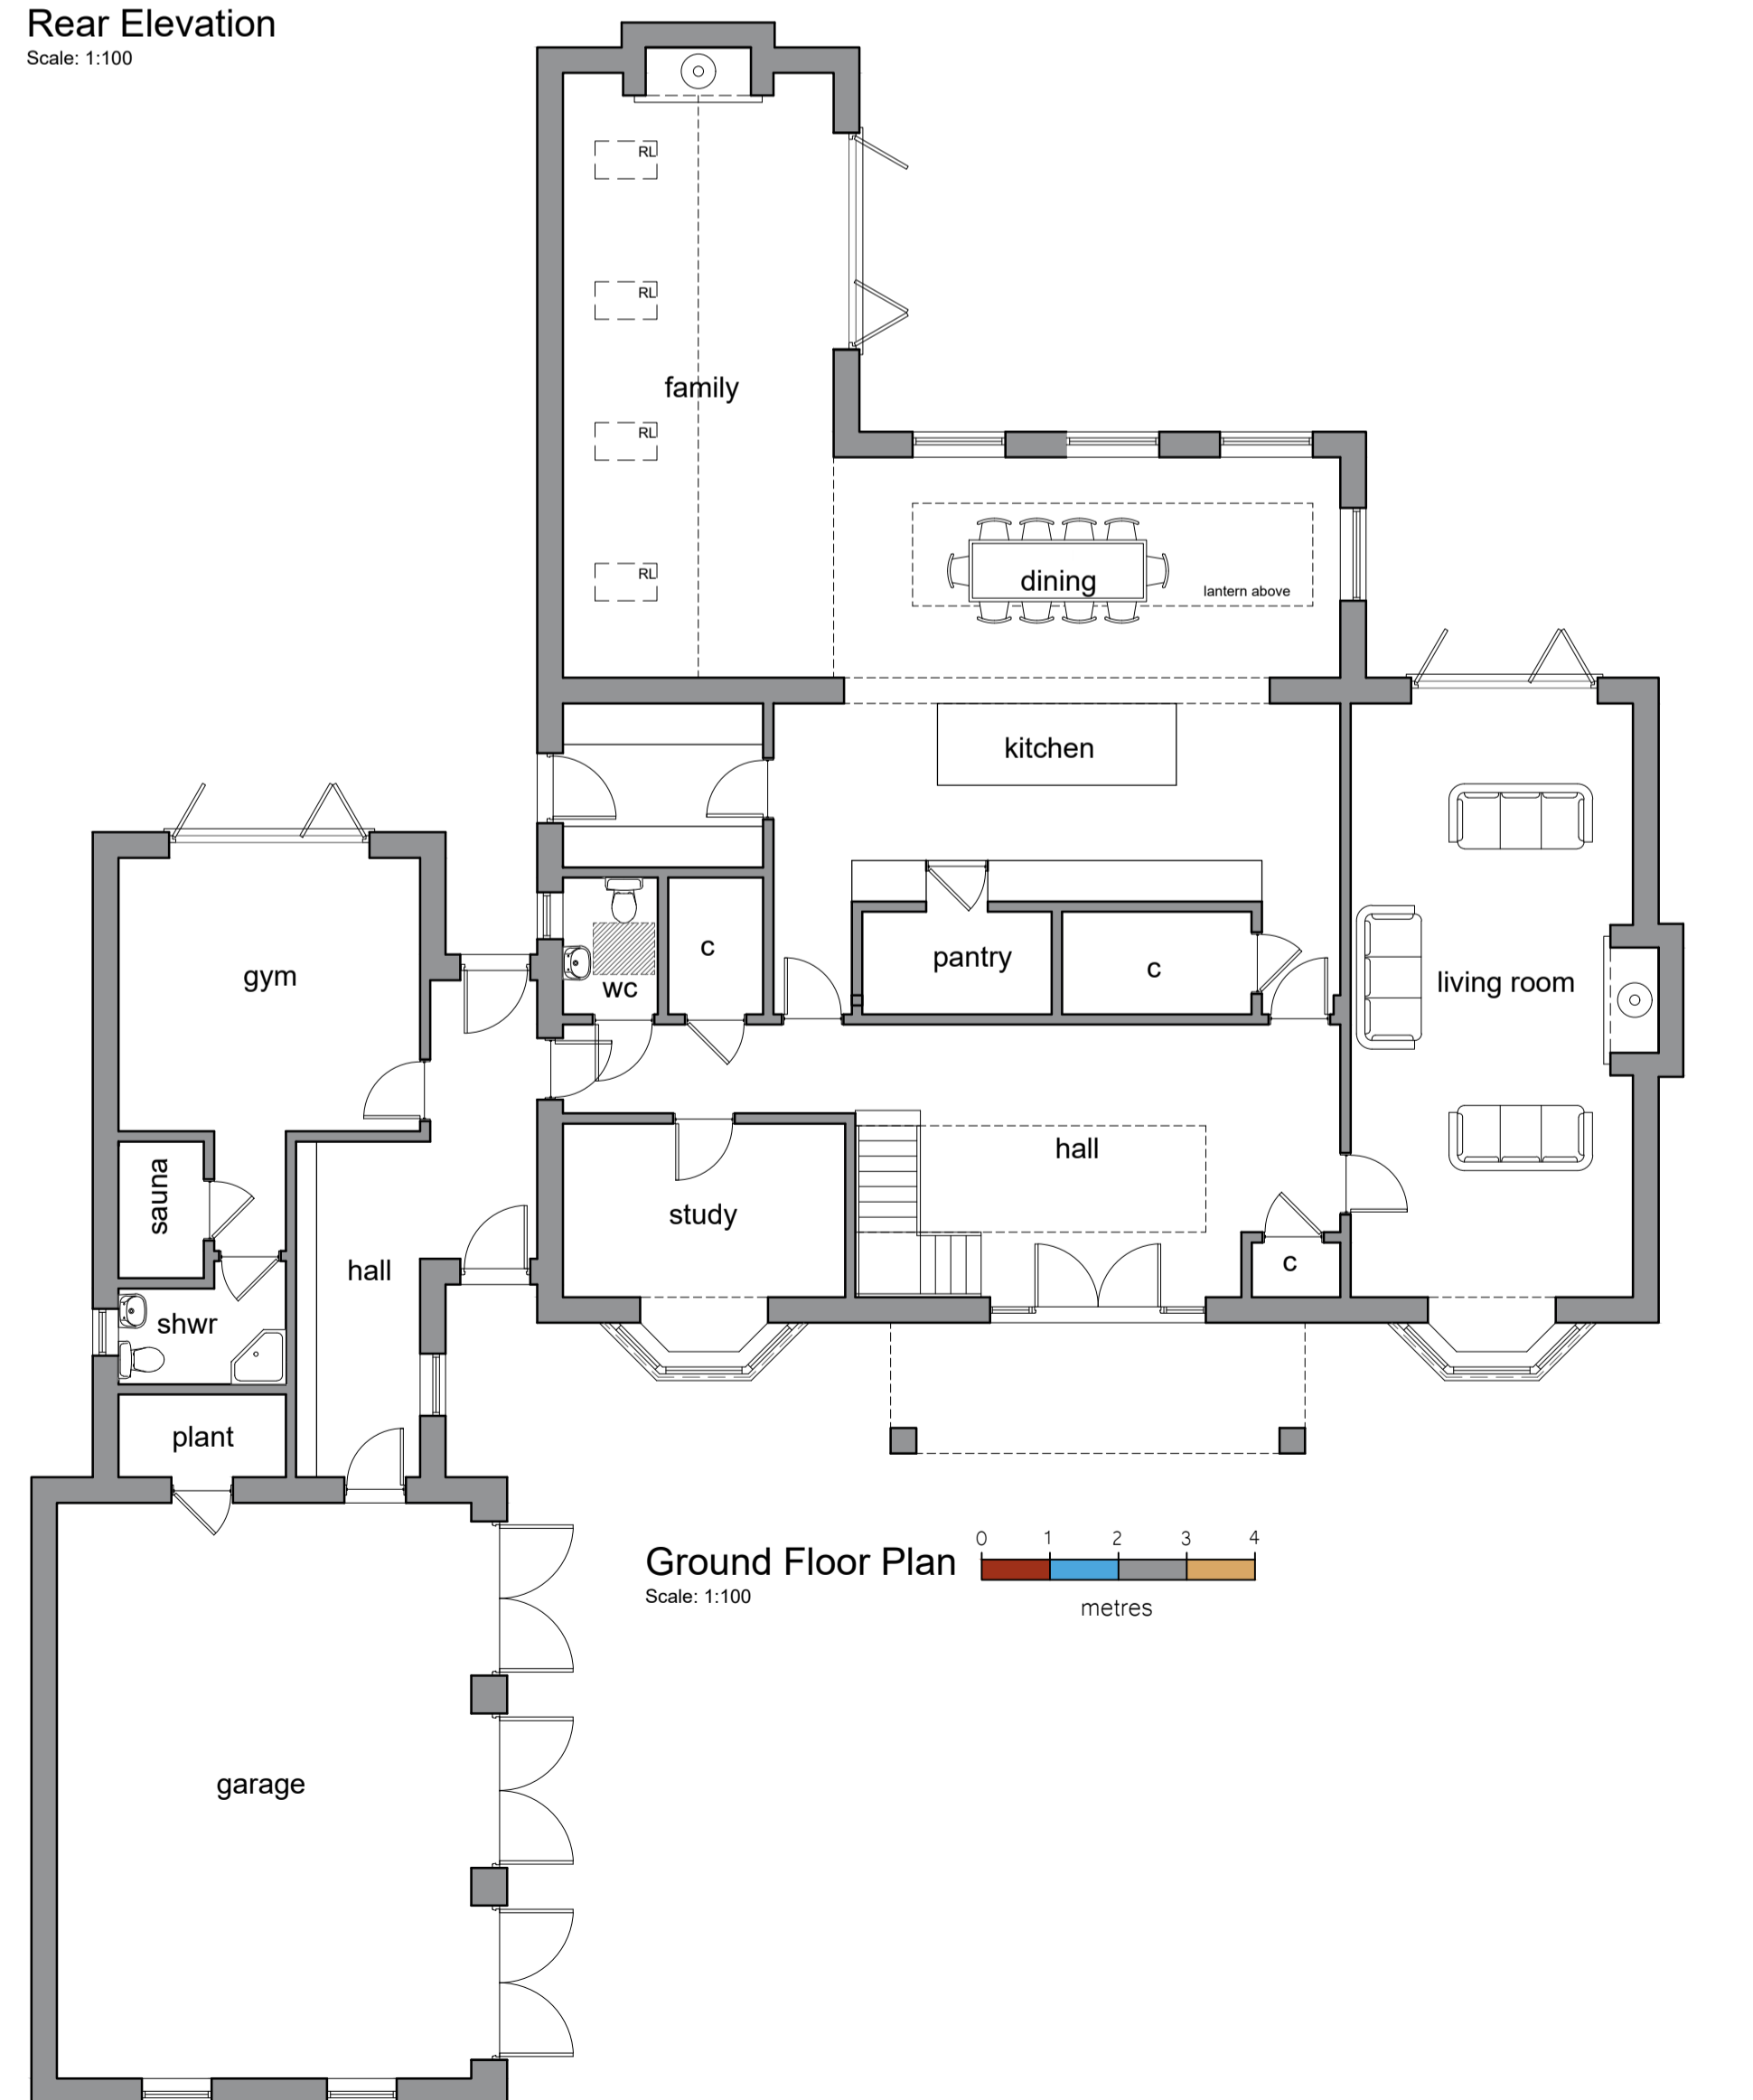 Rear Elevation
Scale: 1:100
RL
RL
family
RL
RL
dining
lantern above
kitchen
gym
wc
c
pantry
c
living room
sauna
hall
study
hall
c
shwr
plant
Ground Floor Plan
Scale: 1:100
0 1 2 3 4
metres
garage